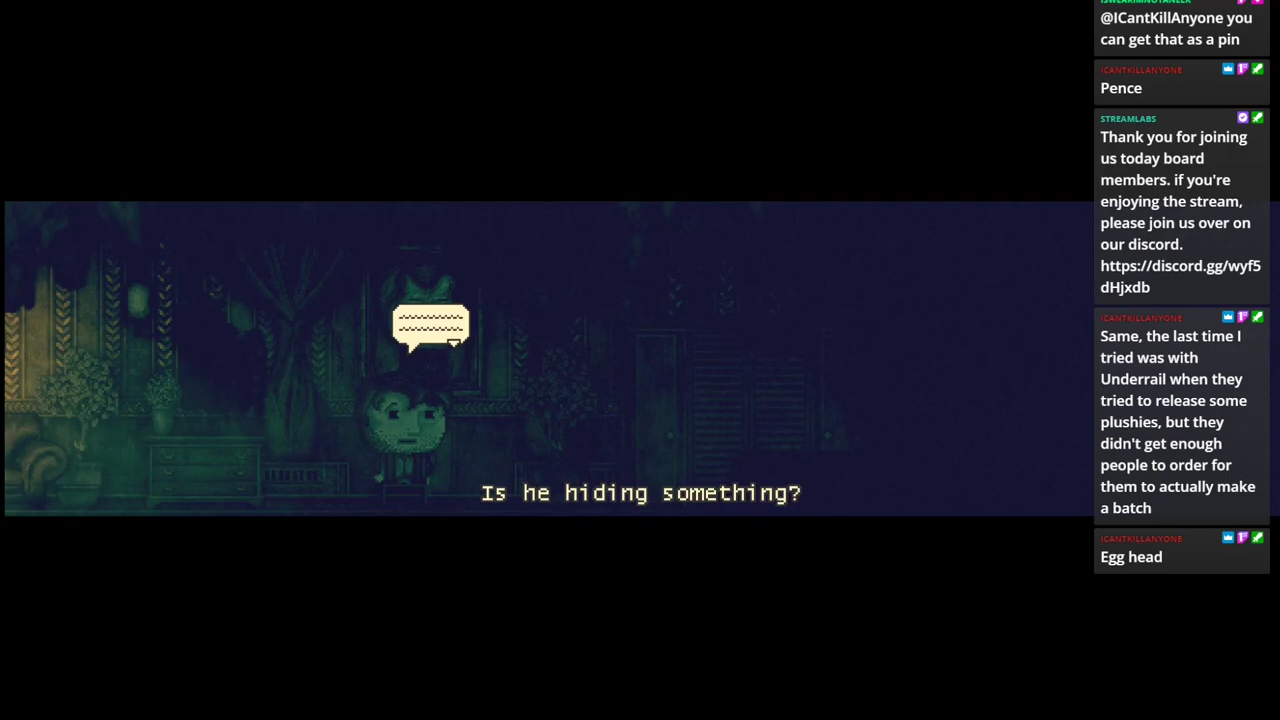 @ICantKillAnyone you
can get that as a pin
ICANTKILLANYONE
Pence
STREAMLABS
Thank you for joining
us today board
members. if you're
enjoying the stream,
please join us over on
our discord.
https://discord.gg/wyf5
dHjxdb
ICANTKILLANYONE
Same, the last time I
tried was with
Underrail when they
tried to release some
plushies, but they
didn't get enough
people to order for
them to actually make
a batch
ICANTKILLANYONE
Egg head
Is he hiding something?